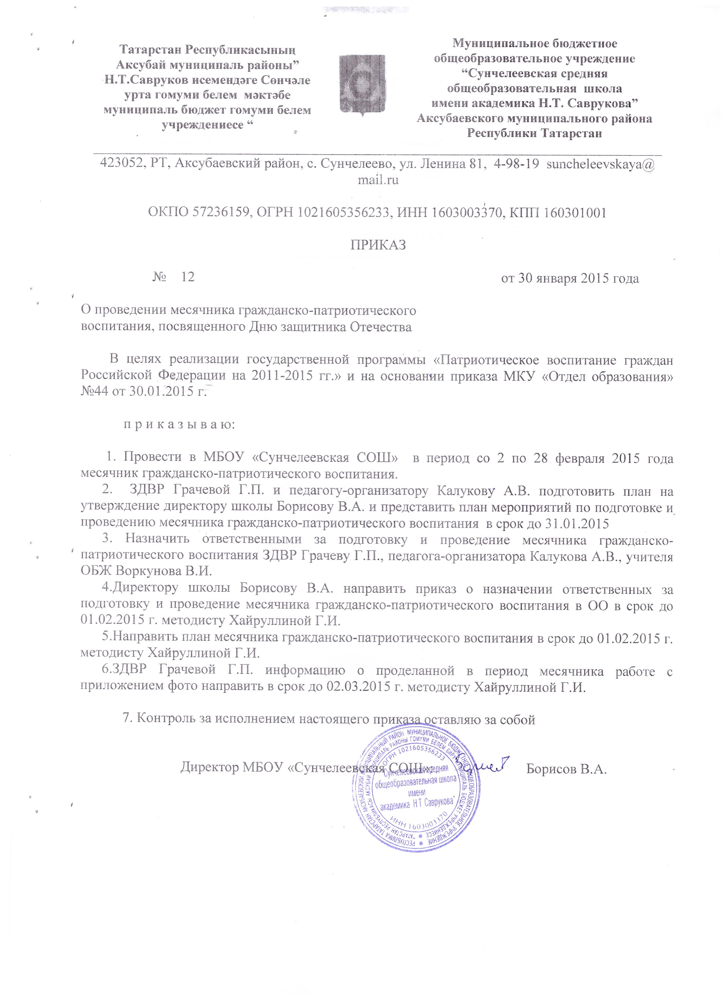 Татарстан Республикасының
Аксубай муниципаль районы”
Н.Т.Савруков исемендәге Сөнчәле
урта гомуми белем мәктәбе
муниципаль бюджет гомуми белем
учреждениесе “
Муниципальное бюджетное
общеобразовательное учреждение
“Сунчелеевская средняя
общеобразовательная школа
имени академика Н.Т. Саврукова”
Аксубаевского муниципального района
Республики Татарстан
423052, РТ, Аксубаевский район, с. Сунчелеево, ул. Ленина 81, 4-98-19 suncheleevskaya@
mail.ru
ОКПО 57236159, ОГРН 1021605356233, ИНН 1603003370, КПП 160301001
ПРИКАЗ
№ 12 от 30 января 2015 года
О проведении месячника гражданско-патриотического
воспитания, посвященного Дню защитника Отечества
В целях реализации государственной программы «Патриотическое воспитание граждан
Российской Федерации на 2011-2015 гг.» и на основании приказа МКУ «Отдел образования»
№44 от 30.01.2015 г.
п р и к а з ы в а ю:
1. Провести в МБОУ «Сунчелеевская СОШ» в период со 2 по 28 февраля 2015 года
месячник гражданско-патриотического воспитания.
2. ЗДВР Грачевой Г.П. и педагогу-организатору Калукову А.В. подготовить план на
утверждение директору школы Борисову В.А. и представить план мероприятий по подготовке и
проведению месячника гражданско-патриотического воспитания в срок до 31.01.2015
3. Назначить ответственными за подготовку и проведение месячника гражданско-
патриотического воспитания ЗДВР Грачеву Г.П., педагога-организатора Калукова А.В., учителя
ОБЖ Воркунова В.И.
4.Директору школы Борисову В.А. направить приказ о назначении ответственных за
подготовку и проведение месячника гражданско-патриотического воспитания в ОО в срок до
01.02.2015 г. методисту Хайруллиной Г.И.
5.Направить план месячника гражданско-патриотического воспитания в срок до 01.02.2015 г.
методисту Хайруллиной Г.И.
6.ЗДВР Грачевой Г.П. информацию о проделанной в период месячника работе с
приложением фото направить в срок до 02.03.2015 г. методисту Хайруллиной Г.И.
7. Контроль за исполнением настоящего приказа оставляю за собой
Директор МБОУ «Сунчелеевская СОШ»: Борисов В.А.
РЕСПУБЛИКА ТАТАРСТАН АКСУБАЕВСКИЙ МУНИЦИПАЛЬНЫЙ РАЙОН МУНИЦИПАЛЬНОЕ БЮДЖЕТНОЕ ОБЩЕОБРАЗОВАТЕЛЬНОЕ УЧРЕЖДЕНИЕ
ТАТАРСТАН РЕСПУБЛИКАСЫ АКСУБАЙ МУНИЦИПАЛЬ РАЙОНЫ ГОМУМИ БЕЛЕМ БИРҮ МУНИЦИПАЛЬ БЮДЖЕТ УЧРЕЖДЕНИЕСЕ
ОГРН 1021605356233
"Сунчелеевская средняя
общеобразовательная школа
имени
академика Н Т Саврукова"
ИНН 1603003370